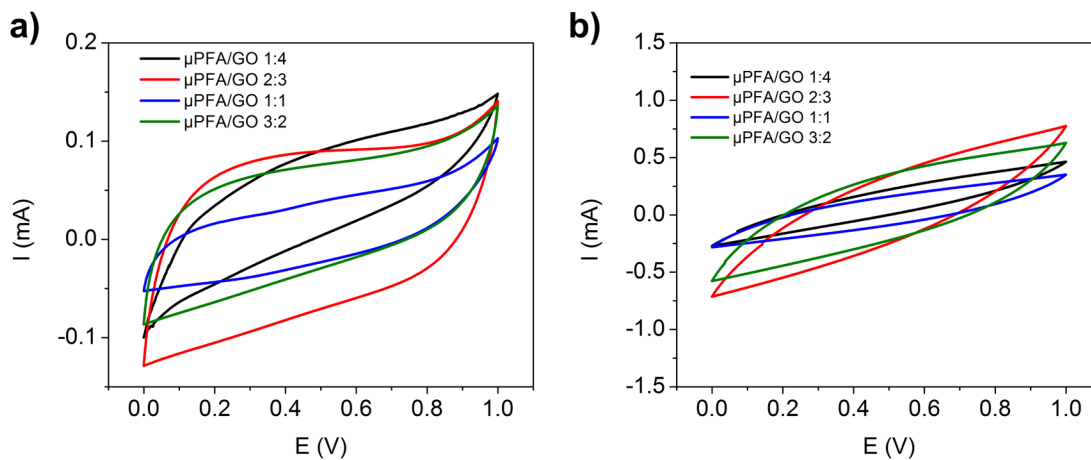 a)
0.2
0.1
0.0
-0.1
I (mA)
µPFA/GO 1:4
µPFA/GO 2:3
µPFA/GO 1:1
µPFA/GO 3:2
0.0 0.2 0.4 0.6 0.8 1.0
E (V)
b)
1.5
1.0
0.5
0.0
-0.5
-1.0
-1.5
I (mA)
µPFA/GO 1:4
µPFA/GO 2:3
µPFA/GO 1:1
µPFA/GO 3:2
0.0 0.2 0.4 0.6 0.8 1.0
E (V)